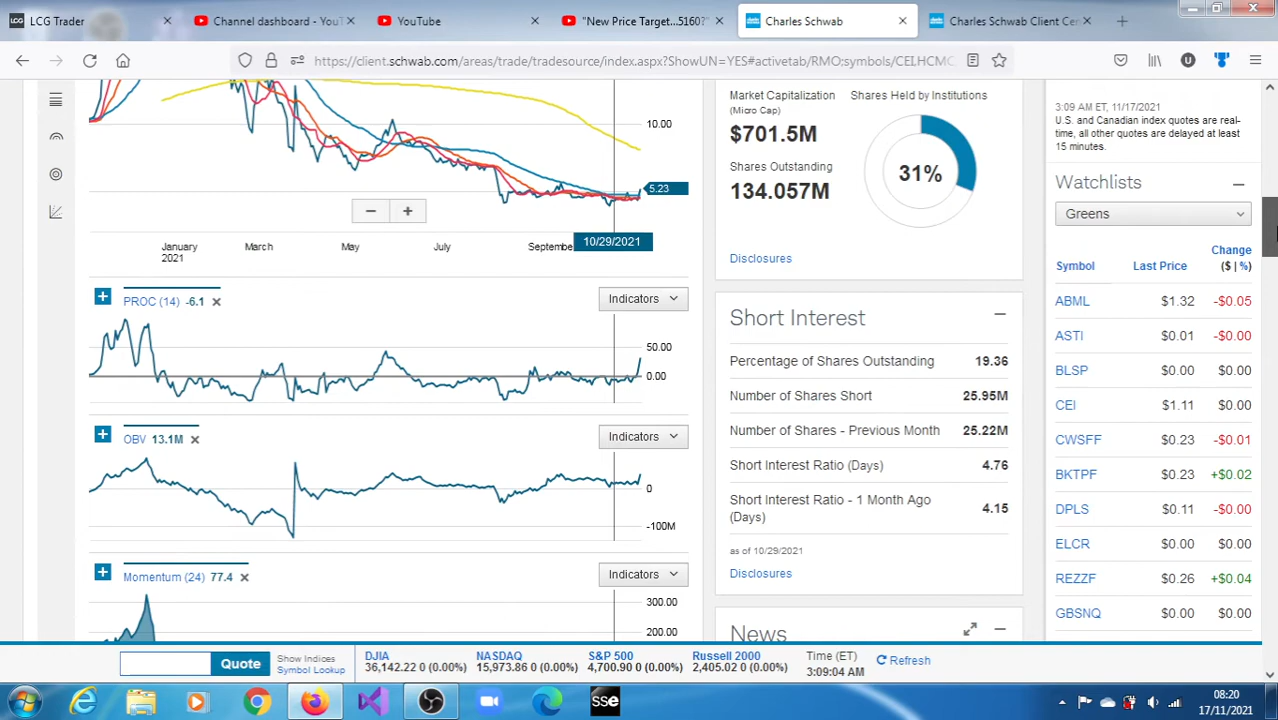 LCG Trader
Channel dashboard - YouT
YouTube
"New Price Target...5160?"
Charles Schwab
Charles Schwab Client Cen
https://client.schwab.com/areas/trade/tradesource/index.aspx?ShowUN=YES#activetab/RMO;symbols/CELHCMC
10.00
5.23
10/29/2021
January
2021
March
May
July
Septembe
PROC (14) -6.1
Indicators
50.00
0.00
OBV 13.1M
Indicators
0
-100M
Momentum (24) 77.4
Indicators
300.00
200.00
Market Capitalization
(Micro Cap)
$701.5M
Shares Outstanding
134.057M
Shares Held by Institutions
31%
Disclosures
Short Interest
Percentage of Shares Outstanding 19.36
Number of Shares Short 25.95M
Number of Shares - Previous Month 25.22M
Short Interest Ratio (Days) 4.76
Short Interest Ratio - 1 Month Ago
(Days) 4.15
as of 10/29/2021
Disclosures
News
3:09 AM ET, 11/17/2021
U.S. and Canadian index quotes are real-
time, all other quotes are delayed at least
15 minutes.
Watchlists
Greens
Symbol Last Price Change
($ | %)
ABML $1.32 -$0.05
ASTI $0.01 -$0.00
BLSP $0.00 $0.00
CEI $1.11 $0.00
CWSFF $0.23 -$0.01
BKTPF $0.23 +$0.02
DPLS $0.11 -$0.00
ELCR $0.00 $0.00
REZZF $0.26 +$0.04
GBSNQ $0.00 $0.00
Quote
Show Indices
Symbol Lookup
DJIA
36,142.22 0 (0.00%)
NASDAQ
15,973.86 0 (0.00%)
S&P 500
4,700.90 0 (0.00%)
Russell 2000
2,405.02 0 (0.00%)
Time (ET)
3:09:04 AM
Refresh
SSe
08:20
17/11/2021